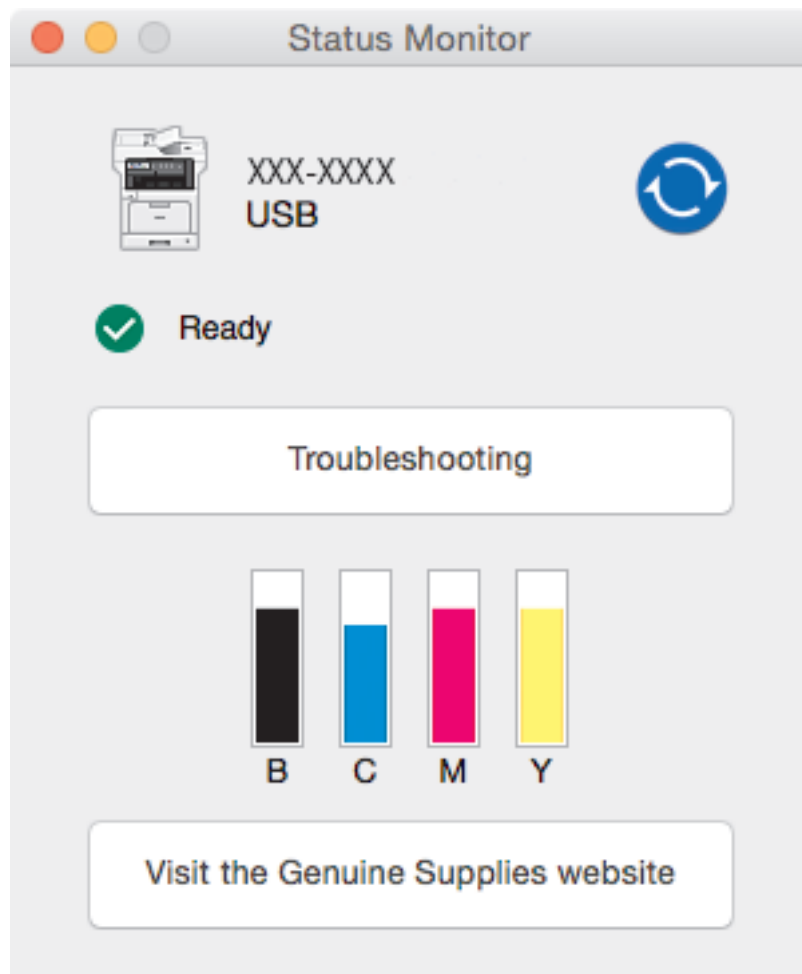 Status Monitor
XXX-XXXX
USB
Ready
Troubleshooting
B C M Y
Visit the Genuine Supplies website